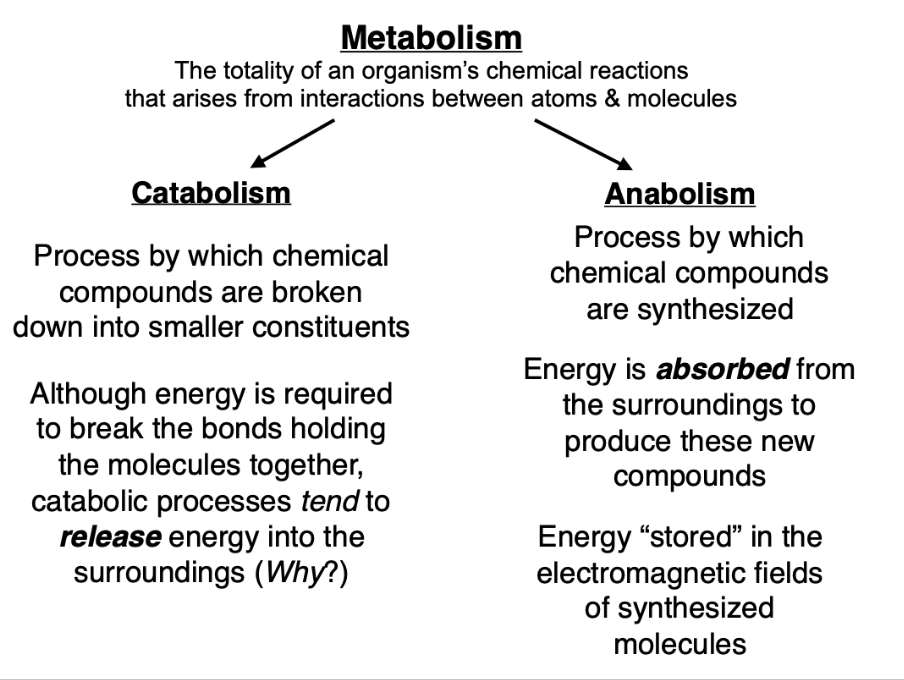 Metabolism
The totality of an organism’s chemical reactions
that arises from interactions between atoms & molecules
Catabolism
Process by which chemical
compounds are broken
down into smaller constituents
Although energy is required
to break the bonds holding
the molecules together,
catabolic processes tend to
release energy into the
surroundings (Why?)
Anabolism
Process by which
chemical compounds
are synthesized
Energy is absorbed from
the surroundings to
produce these new
compounds
Energy “stored” in the
electromagnetic fields
of synthesized
molecules